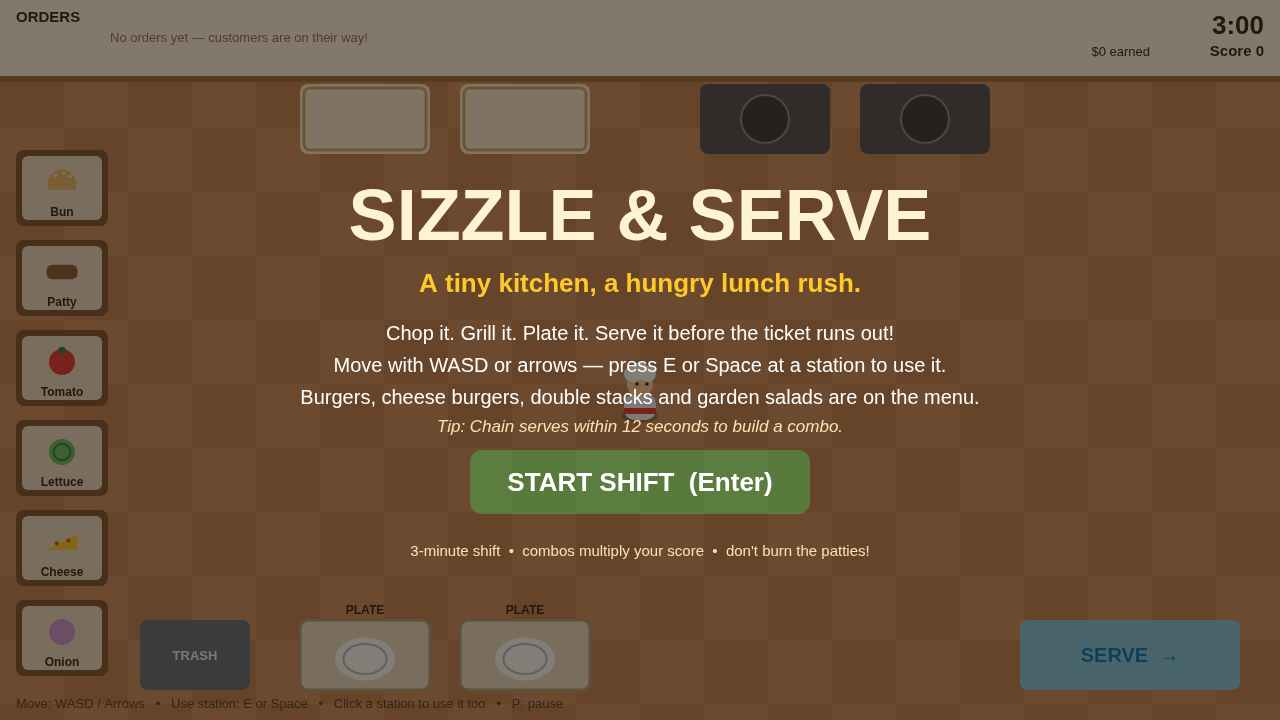 ORDERS
No orders yet — customers are on their way!
3:00
$0 earned
Score 0
SIZZLE & SERVE
A tiny kitchen, a hungry lunch rush.
Chop it. Grill it. Plate it. Serve it before the ticket runs out!
Move with WASD or arrows — press E or Space at a station to use it.
Burgers, cheese burgers, double stacks and garden salads are on the menu.
Tip: Chain serves within 12 seconds to build a combo.
START SHIFT (Enter)
3-minute shift • combos multiply your score • don't burn the patties!
Bun
Patty
Tomato
Lettuce
Cheese
Onion
TRASH
PLATE
PLATE
SERVE →
Move: WASD / Arrows • Use station: E or Space • Click a station to use it too • P: pause